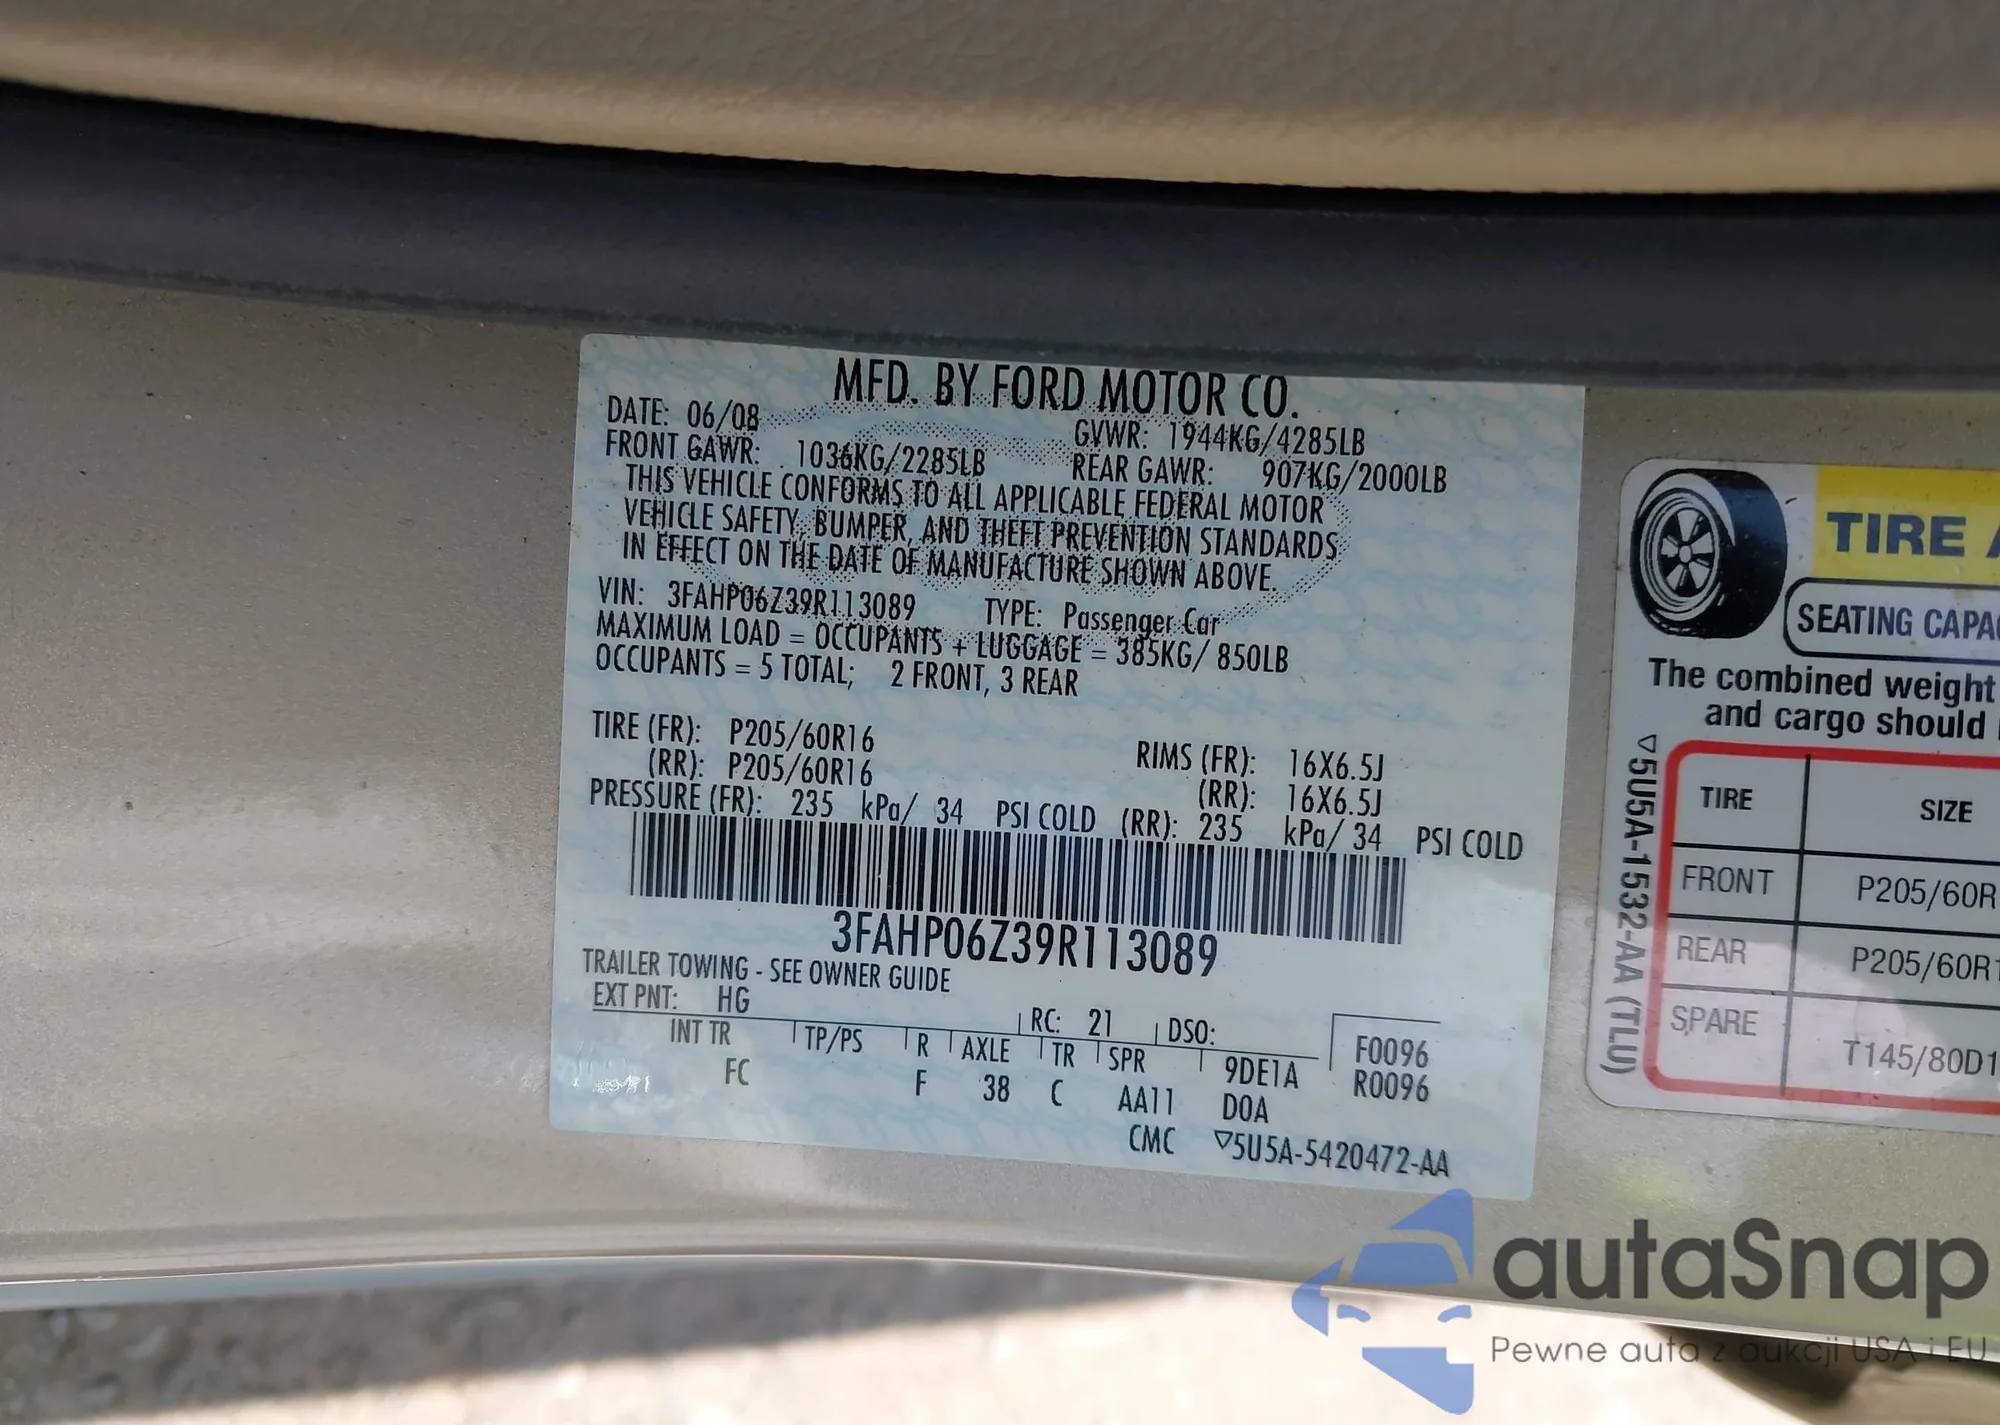 MFD. BY FORD MOTOR CO.
DATE: 06/08 GVWR: 1944KG/4285LB
FRONT GAWR: 1036KG/2285LB REAR GAWR: 907KG/2000LB
THIS VEHICLE CONFORMS TO ALL APPLICABLE FEDERAL MOTOR
VEHICLE SAFETY, BUMPER, AND THEFT PREVENTION STANDARDS
IN EFFECT ON THE DATE OF MANUFACTURE SHOWN ABOVE.
VIN: 3FAHP06Z39R113089 TYPE: Passenger Car
MAXIMUM LOAD = OCCUPANTS + LUGGAGE = 385KG/ 850LB
OCCUPANTS = 5 TOTAL; 2 FRONT, 3 REAR
TIRE (FR): P205/60R16 RIMS (FR): 16X6.5J
(RR): P205/60R16 (RR): 16X6.5J
PRESSURE (FR): 235 kPa/ 34 PSI COLD (RR): 235 kPa/ 34 PSI COLD
3FAHP06Z39R113089
TRAILER TOWING - SEE OWNER GUIDE
EXT PNT: HG RC: 21 DSO:
INT TR TP/PS R AXLE TR SPR 9DE1A F0096
FC F 38 C AA11 DOA R0096
CMC ▽5U5A-5420472-AA
TIRE A
SEATING CAPA
The combined weight
and cargo should
▽5U5A-1532-AA (TLU)
TIRE SIZE
FRONT P205/60R
REAR P205/60R1
SPARE T145/80D1
autaSnap
Pewne auta z aukcji USA i EU